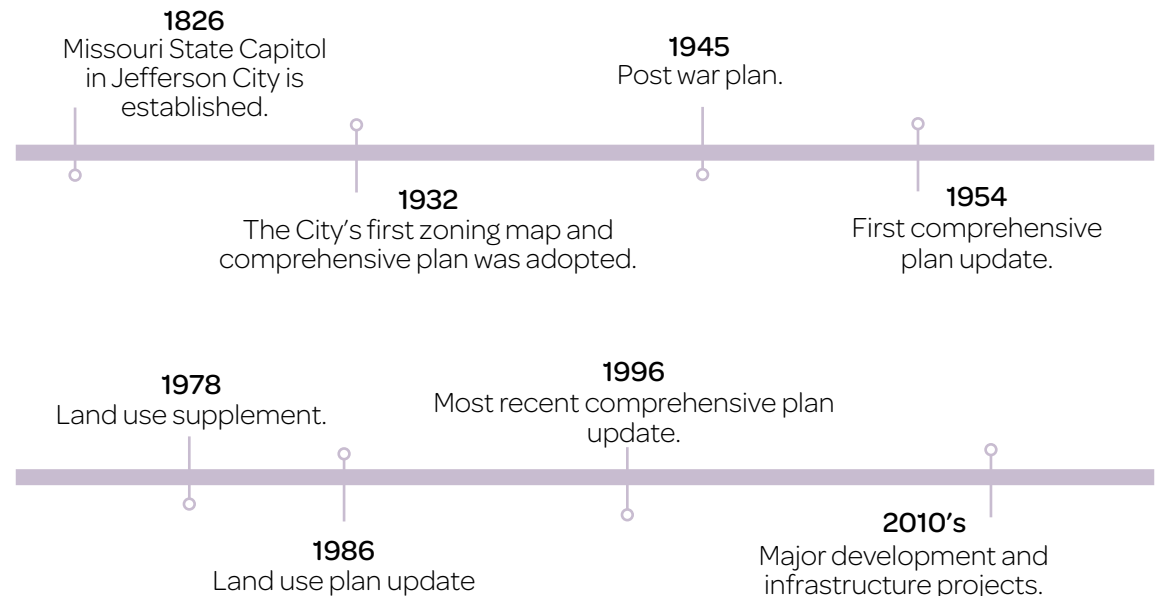 1826
Missouri State Capitol
in Jefferson City is
established.
1932
The City's first zoning map and
comprehensive plan was adopted.
1945
Post war plan.
1954
First comprehensive
plan update.
1978
Land use supplement.
1986
Land use plan update
1996
Most recent comprehensive plan
update.
2010's
Major development and
infrastructure projects.